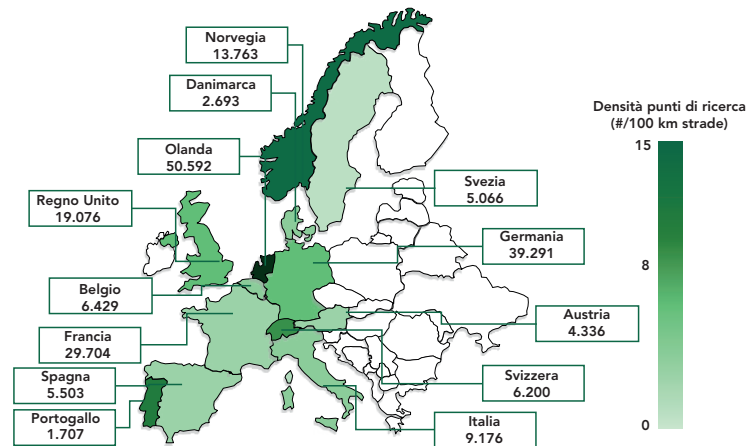 Norvegia
13.763
Danimarca
2.693
Olanda
50.592
Regno Unito
19.076
Belgio
6.429
Francia
29.704
Spagna
5.503
Portogallo
1.707
Svezia
5.066
Germania
39.291
Austria
4.336
Svizzera
6.200
Italia
9.176
Densità punti di ricerca
(#/100 km strade)
15
8
0